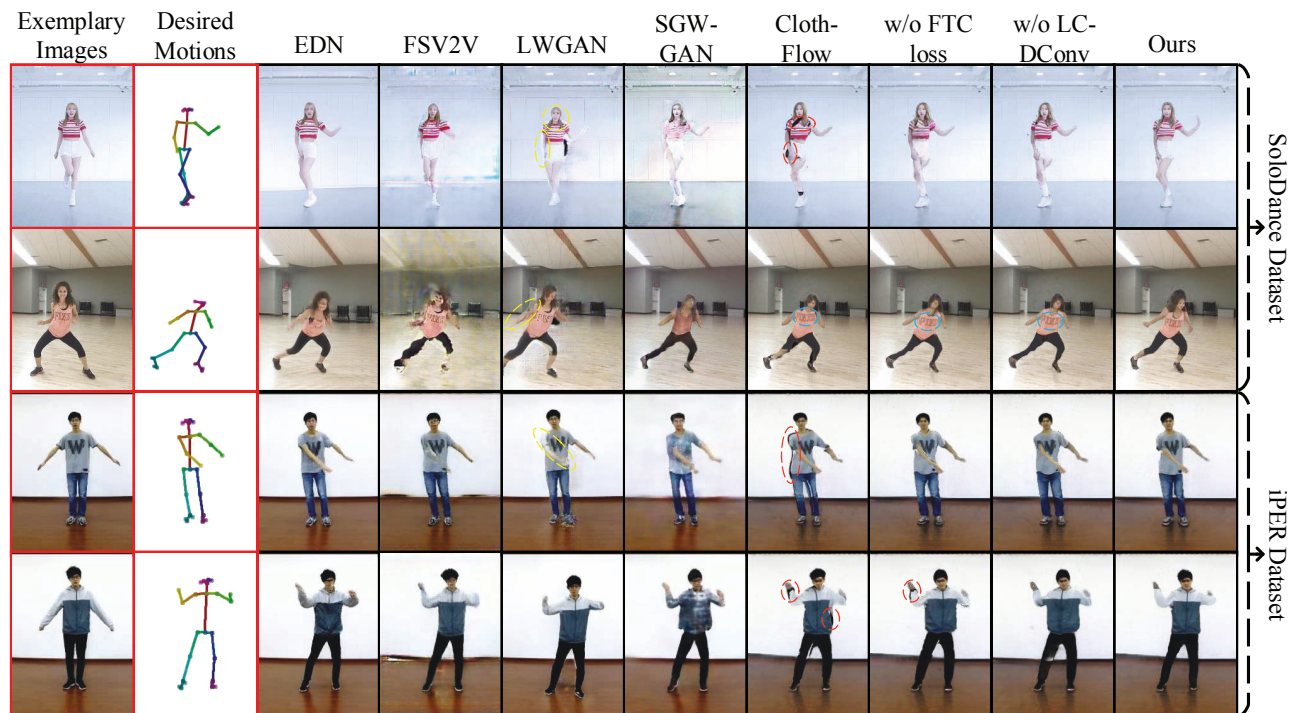 Exemplary Images
Desired Motions
EDN
FSV2V
LWGAN
SGW-
GAN
Cloth-
Flow
w/o FTC
loss
w/o LC-
DConv
Ours
SoloDance Dataset
W
W
W
W
W
W
W
W
iPER Dataset